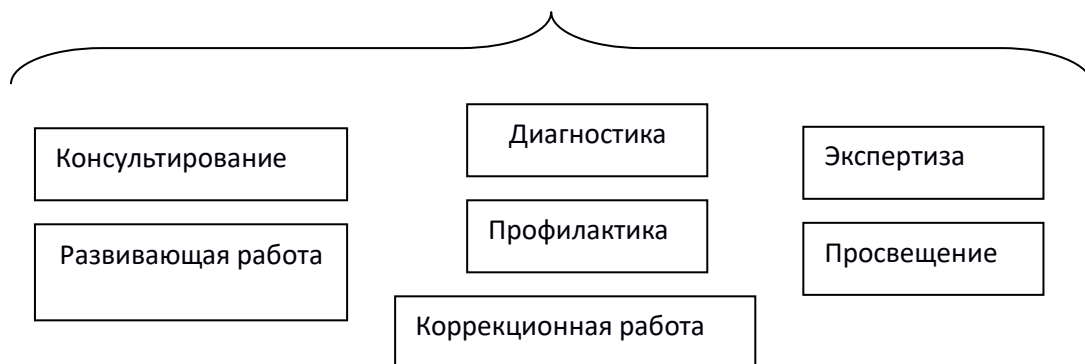 Консультирование
Диагностика
Экспертиза
Развивающая работа
Профилактика
Просвещение
Коррекционная работа